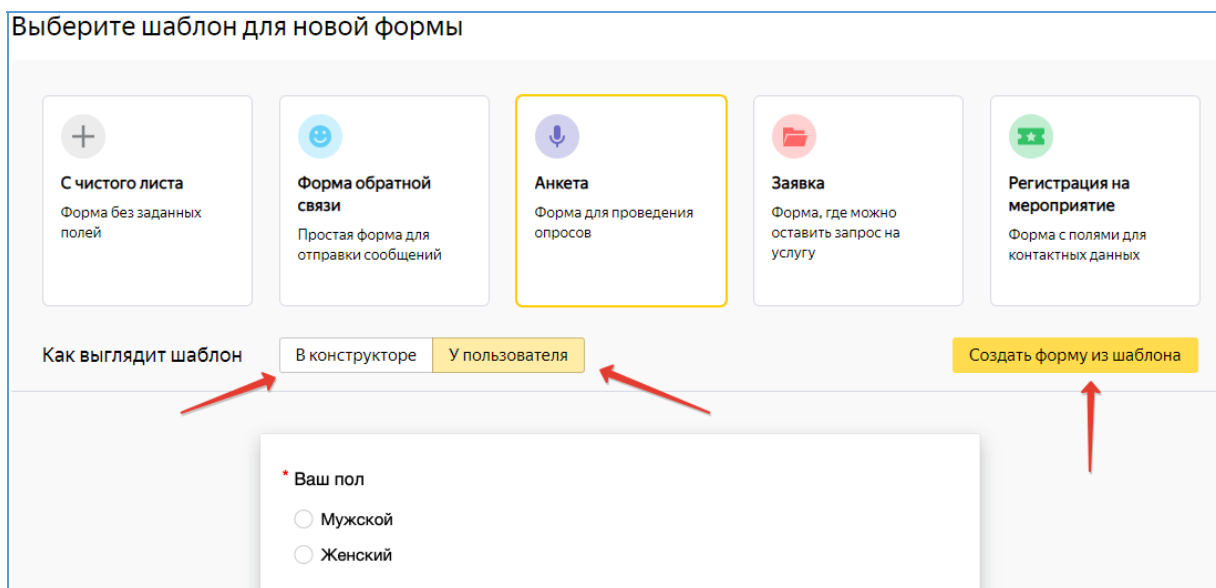 Выберите шаблон для новой формы
С чистого листа
Форма без заданных
полей
Форма обратной
связи
Простая форма для
отправки сообщений
Анкета
Форма для проведения
опросов
Заявка
Форма, где можно
оставить запрос на
услугу
Регистрация на
мероприятие
Форма с полями для
контактных данных
Как выглядит шаблон
В конструкторе
У пользователя
Создать форму из шаблона
* Ваш пол
Мужской
Женский